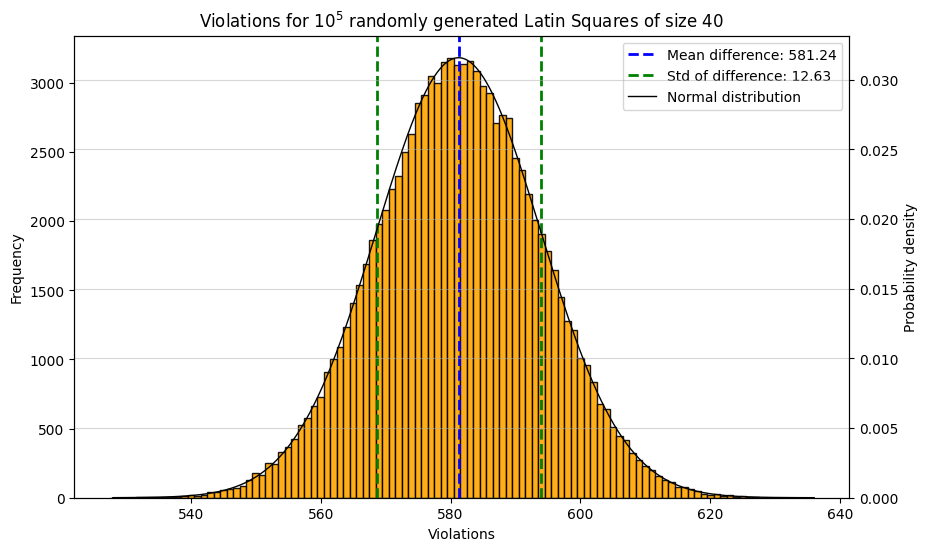 Violations for 10⁵ randomly generated Latin Squares of size 40
Mean difference: 581.24
Std of difference: 12.63
Normal distribution
Frequency
3000
2500
2000
1500
1000
500
0
0.030
0.025
0.020
0.015
0.010
0.005
0.000
Probability density
540
560
580
600
620
640
Violations